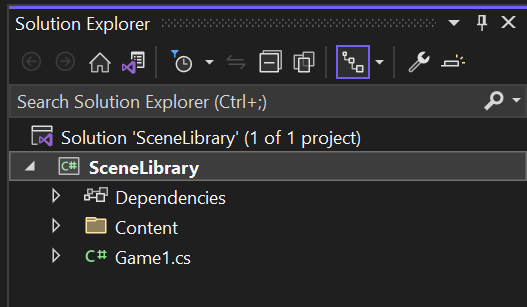 Solution Explorer
Search Solution Explorer (Ctrl+;)
Solution 'SceneLibrary' (1 of 1 project)
C# SceneLibrary
Dependencies
Content
C# Game1.cs